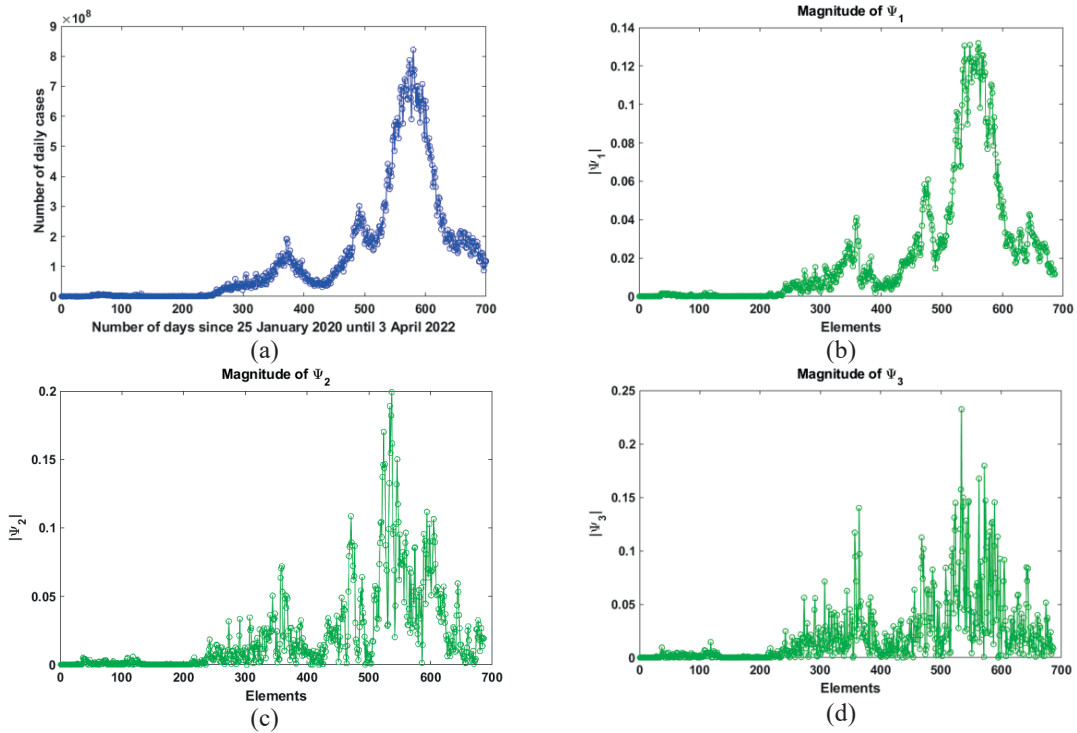 ×10⁸
9
8
7
6
5
4
3
2
1
0
Number of daily cases
0 100 200 300 400 500 600 700
Number of days since 25 January 2020 until 3 April 2022
(a)
Magnitude of Ψ₁
0.14
0.12
0.1
0.08
0.06
0.04
0.02
0
|Ψ₁|
0 100 200 300 400 500 600 700
Elements
(b)
Magnitude of Ψ₂
0.2
0.15
0.1
0.05
0
|Ψ₂|
0 100 200 300 400 500 600 700
Elements
(c)
Magnitude of Ψ₃
0.25
0.2
0.15
0.1
0.05
0
|Ψ₃|
0 100 200 300 400 500 600 700
Elements
(d)